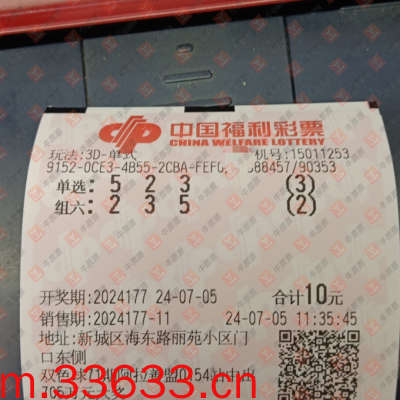 中国福利彩票
CHINA WELFARE LOTTERY
玩法:3D-单式 机号:15011253
9152-0CE3-4B55-2CBA-FEF0, 388457/90353
单选: 5 2 3 (3)
组六: 2 3 5 (2)
开奖期:2024177 24-07-05 合计10元
销售期:2024177-11 24-07-05 11:35:45
地址:新城区海东路丽苑小区门
口东侧
双色球
m.33633.cn